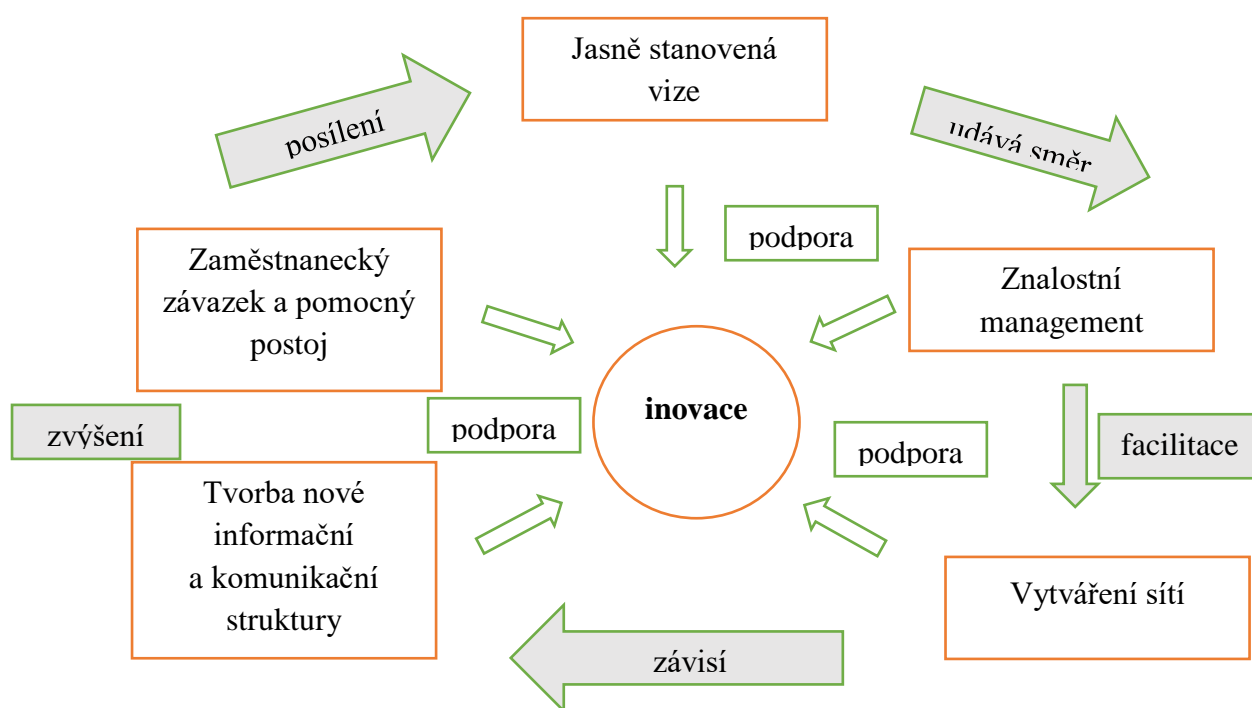 Jasně stanovená
vize
posílení
udává směr
podpora
Zaměstnanecký
závazek a pomocný
postoj
Znalostní
management
inovace
zvýšení
podpora
podpora
facilitace
Tvorba nové
informační
a komunikační
struktury
Vytváření sítí
závisí